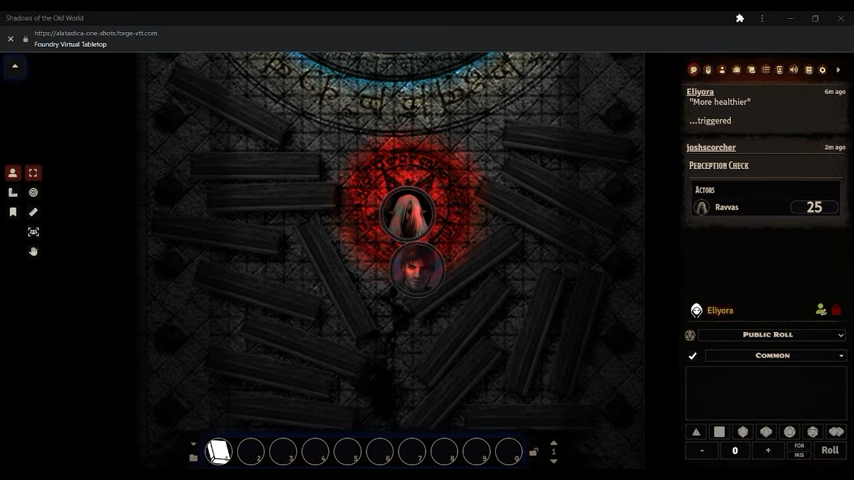 Shadows of the Old World
https://alatastica-one-shots.forge-vtt.com
Foundry Virtual Tabletop
Eliyora
6m ago
"More healthier"
...triggered
joshscorcher
2m ago
Perception Check
Actors
Ravvas
25
Eliyora
Public Roll
Common
1
2
3
4
5
6
7
8
9
0
1
FOR
MIS
-
0
+
Roll